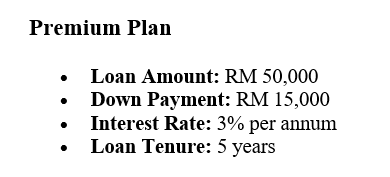 Premium Plan
• Loan Amount: RM 50,000
• Down Payment: RM 15,000
• Interest Rate: 3% per annum
• Loan Tenure: 5 years